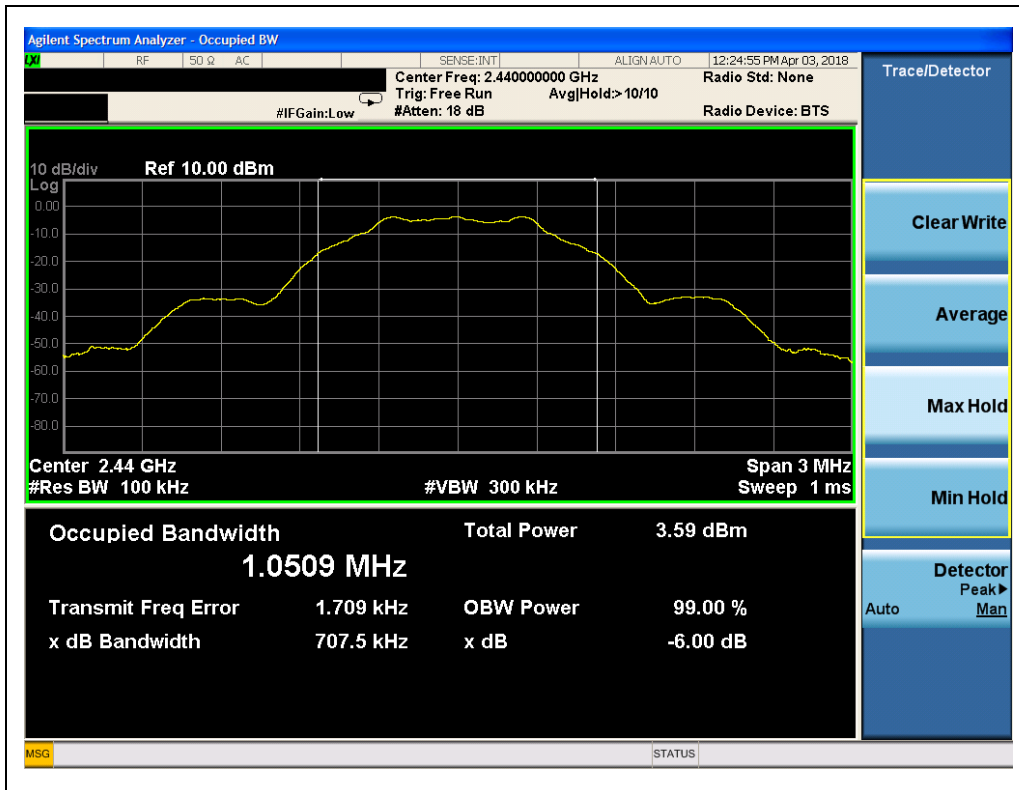 Agilent Spectrum Analyzer - Occupied BW
LXI RF 50 Ω AC SENSE:INT ALIGN AUTO 12:24:55 PM Apr 03, 2018
Center Freq: 2.440000000 GHz Radio Std: None
Trig: Free Run Avg|Hold:> 10/10
#IFGain:Low #Atten: 18 dB Radio Device: BTS
Trace/Detector
10 dB/div Ref 10.00 dBm
Log
0.00
-10.0
-20.0
-30.0
-40.0
-50.0
-60.0
-70.0
-80.0
Center 2.44 GHz Span 3 MHz
#Res BW 100 kHz #VBW 300 kHz Sweep 1 ms
Occupied Bandwidth Total Power 3.59 dBm
1.0509 MHz
Transmit Freq Error 1.709 kHz OBW Power 99.00 %
x dB Bandwidth 707.5 kHz x dB -6.00 dB
Clear Write
Average
Max Hold
Min Hold
Detector
Peak▶
Auto Man
MSG STATUS